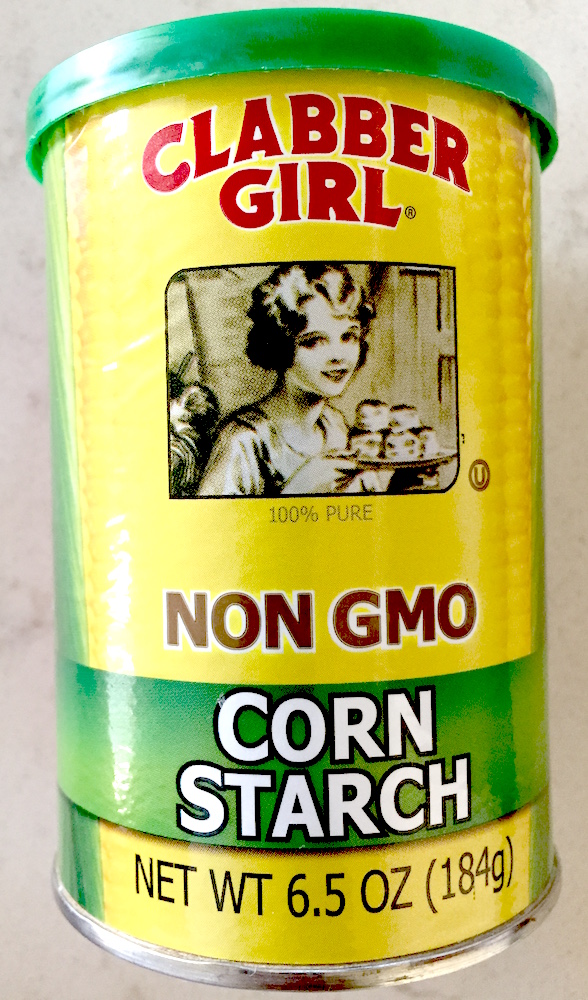 CLABBER
GIRL®
U
100% PURE
NON GMO
CORN
STARCH
NET WT 6.5 OZ (184g)